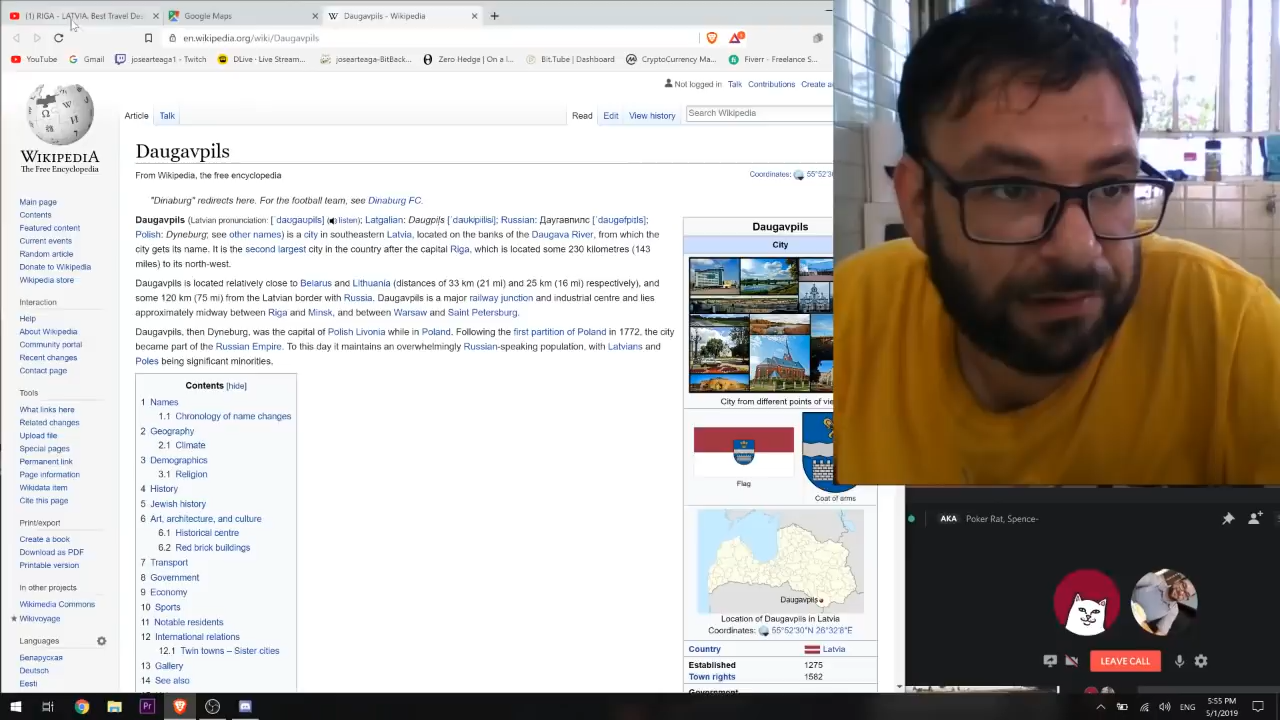 (1) RIGA - LATVIA, Best Travel Des
Google Maps
Daugavpils - Wikipedia
en.wikipedia.org/wiki/Daugavpils
YouTube
Gmail
josearteaga1 - Twitch
DLive · Live Stream...
josearteaga-BitBack...
Zero Hedge | On a l...
Bit.Tube | Dashboard
CryptoCurrency Ma...
Fiverr - Freelance S...
Not logged in Talk Contributions Create a
Article Talk
Read Edit View history
Search Wikipedia
WIKIPEDIA
The Free Encyclopedia
Main page
Contents
Featured content
Current events
Random article
Donate to Wikipedia
Wikipedia store
Interaction
Help
About Wikipedia
Community portal
Recent changes
Contact page
Tools
What links here
Related changes
Upload file
Special pages
Permanent link
Page information
Wikidata item
Cite this page
Print/export
Create a book
Download as PDF
Printable version
In other projects
Wikimedia Commons
Wikivoyage
Languages
Беларуская
Deutsch
Eesti
Daugavpils
From Wikipedia, the free encyclopedia
Coordinates: 55°52′30
"Dinaburg" redirects here. For the football team, see Dinaburg FC.
Daugavpils (Latvian pronunciation: [ˈdauɡaupils] (listen); Latgalian: Daugpiļs [ˈdaukʲpilʲsʲ]; Russian: Даугавпилс [ˈdauɡəfpʲɪls];
Polish: Dyneburg; see other names) is a city in southeastern Latvia, located on the banks of the Daugava River, from which the
city gets its name. It is the second largest city in the country after the capital Riga, which is located some 230 kilometres (143
miles) to its north-west.
Daugavpils is located relatively close to Belarus and Lithuania (distances of 33 km (21 mi) and 25 km (16 mi) respectively), and
some 120 km (75 mi) from the Latvian border with Russia. Daugavpils is a major railway junction and industrial centre and lies
approximately midway between Riga and Minsk, and between Warsaw and Saint Petersburg.
Daugavpils, then Dyneburg, was the capital of Polish Livonia while in Poland. Following the first partition of Poland in 1772, the city
became part of the Russian Empire. To this day it maintains an overwhelmingly Russian-speaking population, with Latvians and
Poles being significant minorities.
Contents [hide]
1 Names
1.1 Chronology of name changes
2 Geography
2.1 Climate
3 Demographics
3.1 Religion
4 History
5 Jewish history
6 Art, architecture, and culture
6.1 Historical centre
6.2 Red brick buildings
7 Transport
8 Government
9 Economy
10 Sports
11 Notable residents
12 International relations
12.1 Twin towns – Sister cities
13 Gallery
14 See also
Daugavpils
City
City from different points of vie
Flag
Coat of arms
Daugavpils
Location of Daugavpils in Latvia
Coordinates: 55°52′30″N 26°32′8″E
Country Latvia
Established 1275
Town rights 1582
AKA Poker Rat, Spence-
LEAVE CALL
ENG
5:55 PM
5/1/2019